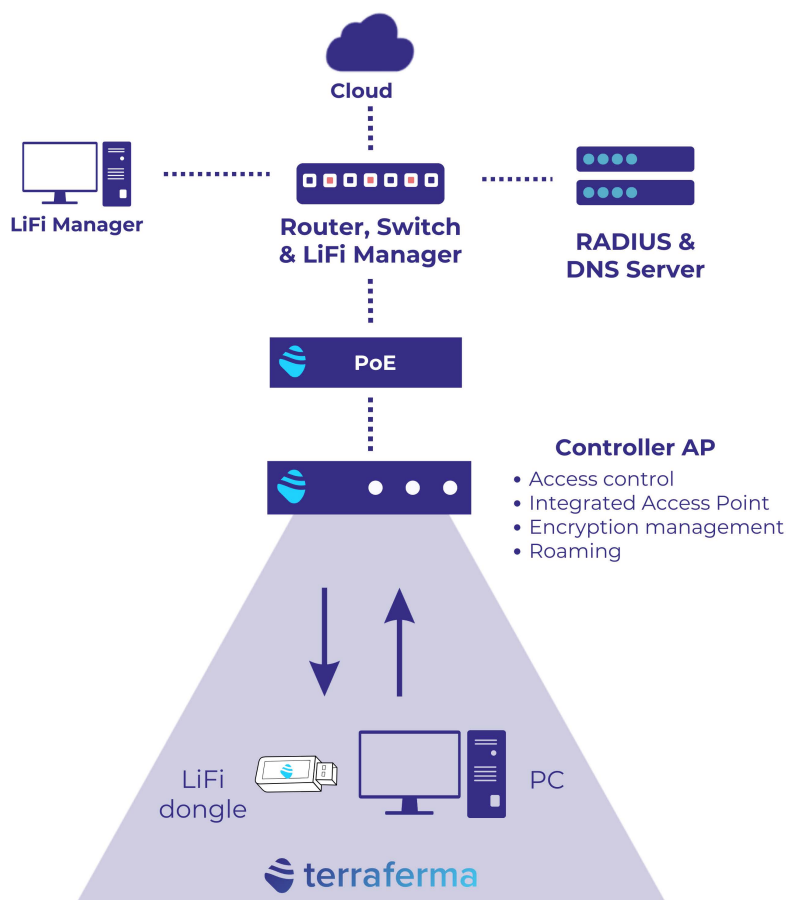 Cloud
LiFi Manager
Router, Switch
& LiFi Manager
RADIUS &
DNS Server
PoE
Controller AP
• Access control
• Integrated Access Point
• Encryption management
• Roaming
LiFi
dongle
PC
terraferma